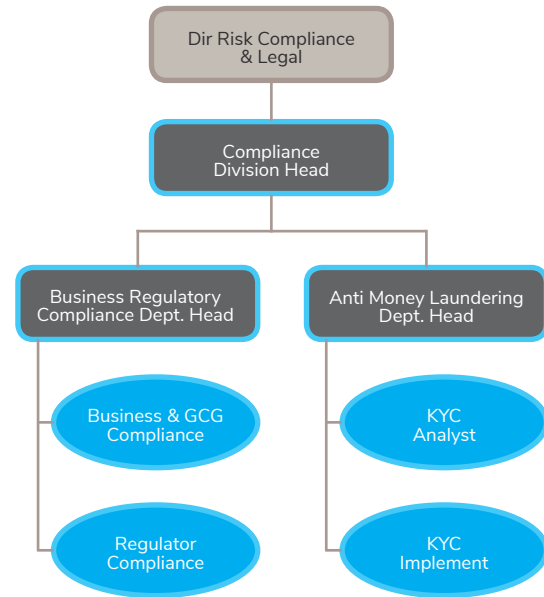 Dir Risk Compliance
& Legal
Compliance
Division Head
Business Regulatory
Compliance Dept. Head
Anti Money Laundering
Dept. Head
Business & GCG
Compliance
KYC
Analyst
Regulator
Compliance
KYC
Implement